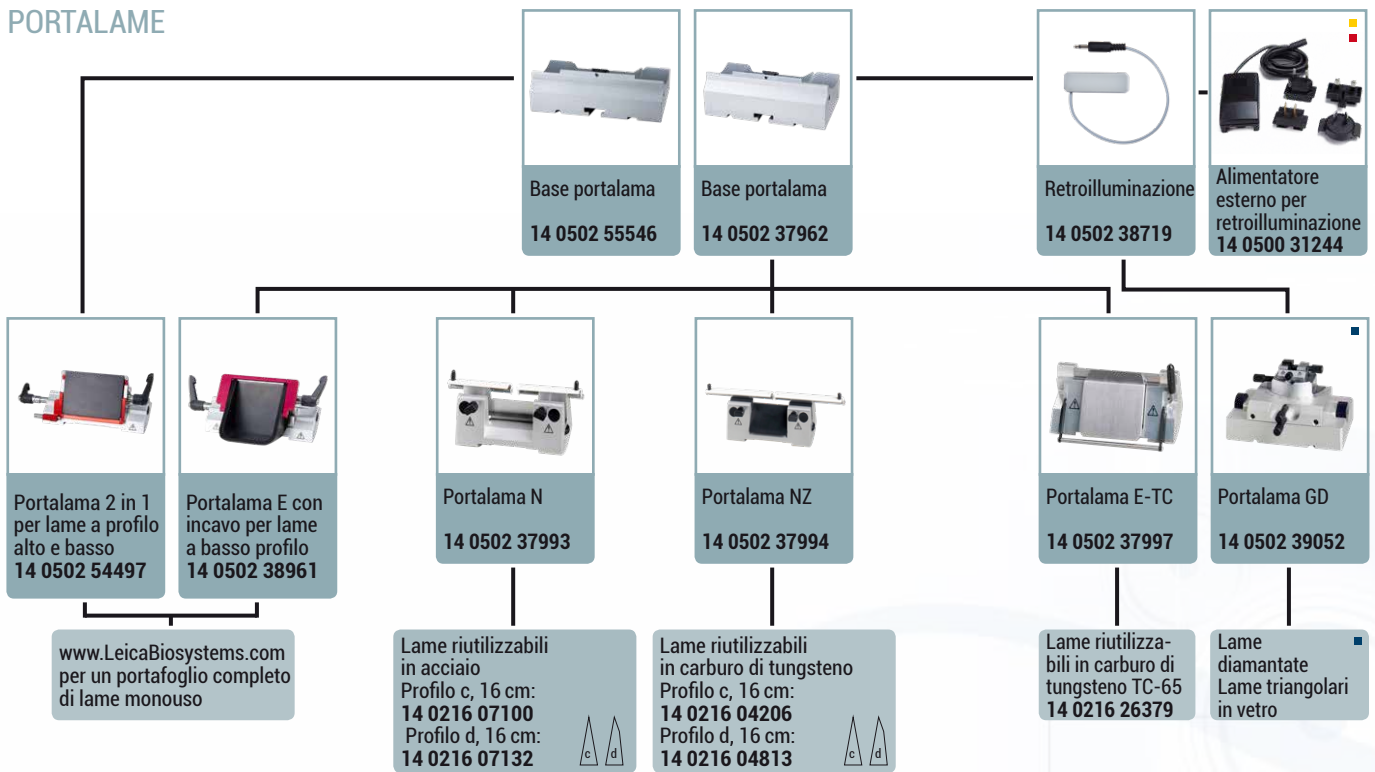 PORTALAME
Base portalama
14 0502 55546
Base portalama
14 0502 37962
Retroilluminazione
14 0502 38719
Alimentatore
esterno per
retroilluminazione
14 0500 31244
Portalama 2 in 1
per lame a profilo
alto e basso
14 0502 54497
Portalama E con
incavo per lame
a basso profilo
14 0502 38961
Portalama N
14 0502 37993
Portalama NZ
14 0502 37994
Portalama E-TC
14 0502 37997
Portalama GD
14 0502 39052
www.LeicaBiosystems.com
per un portafoglio completo
di lame monouso
Lame riutilizzabili
in acciaio
Profilo c, 16 cm:
14 0216 07100
Profilo d, 16 cm:
14 0216 07132
c d
Lame riutilizzabili
in carburo di tungsteno
Profilo c, 16 cm:
14 0216 04206
Profilo d, 16 cm:
14 0216 04813
c d
Lame riutilizza-
bili in carburo di
tungsteno TC-65
14 0216 26379
Lame
diamantate
Lame triangolari
in vetro